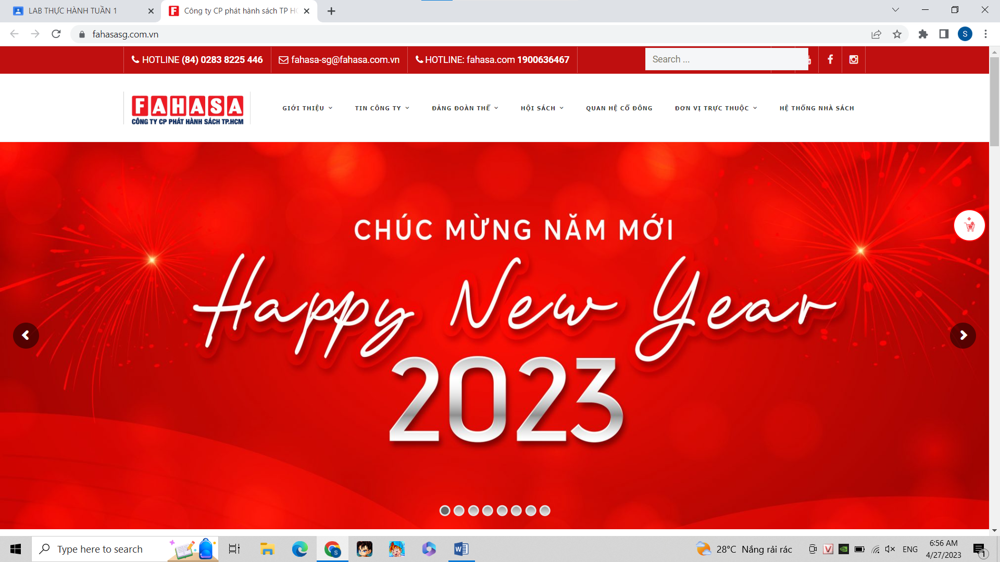 LAB THỰC HÀNH TUẦN 1
Công ty CP phát hành sách TP HC
fahasasg.com.vn
S
HOTLINE (84) 0283 8225 446
fahasa-sg@fahasa.com.vn
HOTLINE: fahasa.com 1900636467
Search ...
FAHASA
CÔNG TY CP PHÁT HÀNH SÁCH TP.HCM
GIỚI THIỆU
TIN CÔNG TY
ĐẢNG ĐOÀN THỂ
HỘI SÁCH
QUAN HỆ CỔ ĐÔNG
ĐƠN VỊ TRỰC THUỘC
HỆ THỐNG NHÀ SÁCH
CHÚC MỪNG NĂM MỚI
Happy New Year
2023
Type here to search
28°C Nắng rải rác
ENG
6:56 AM
4/27/2023
1